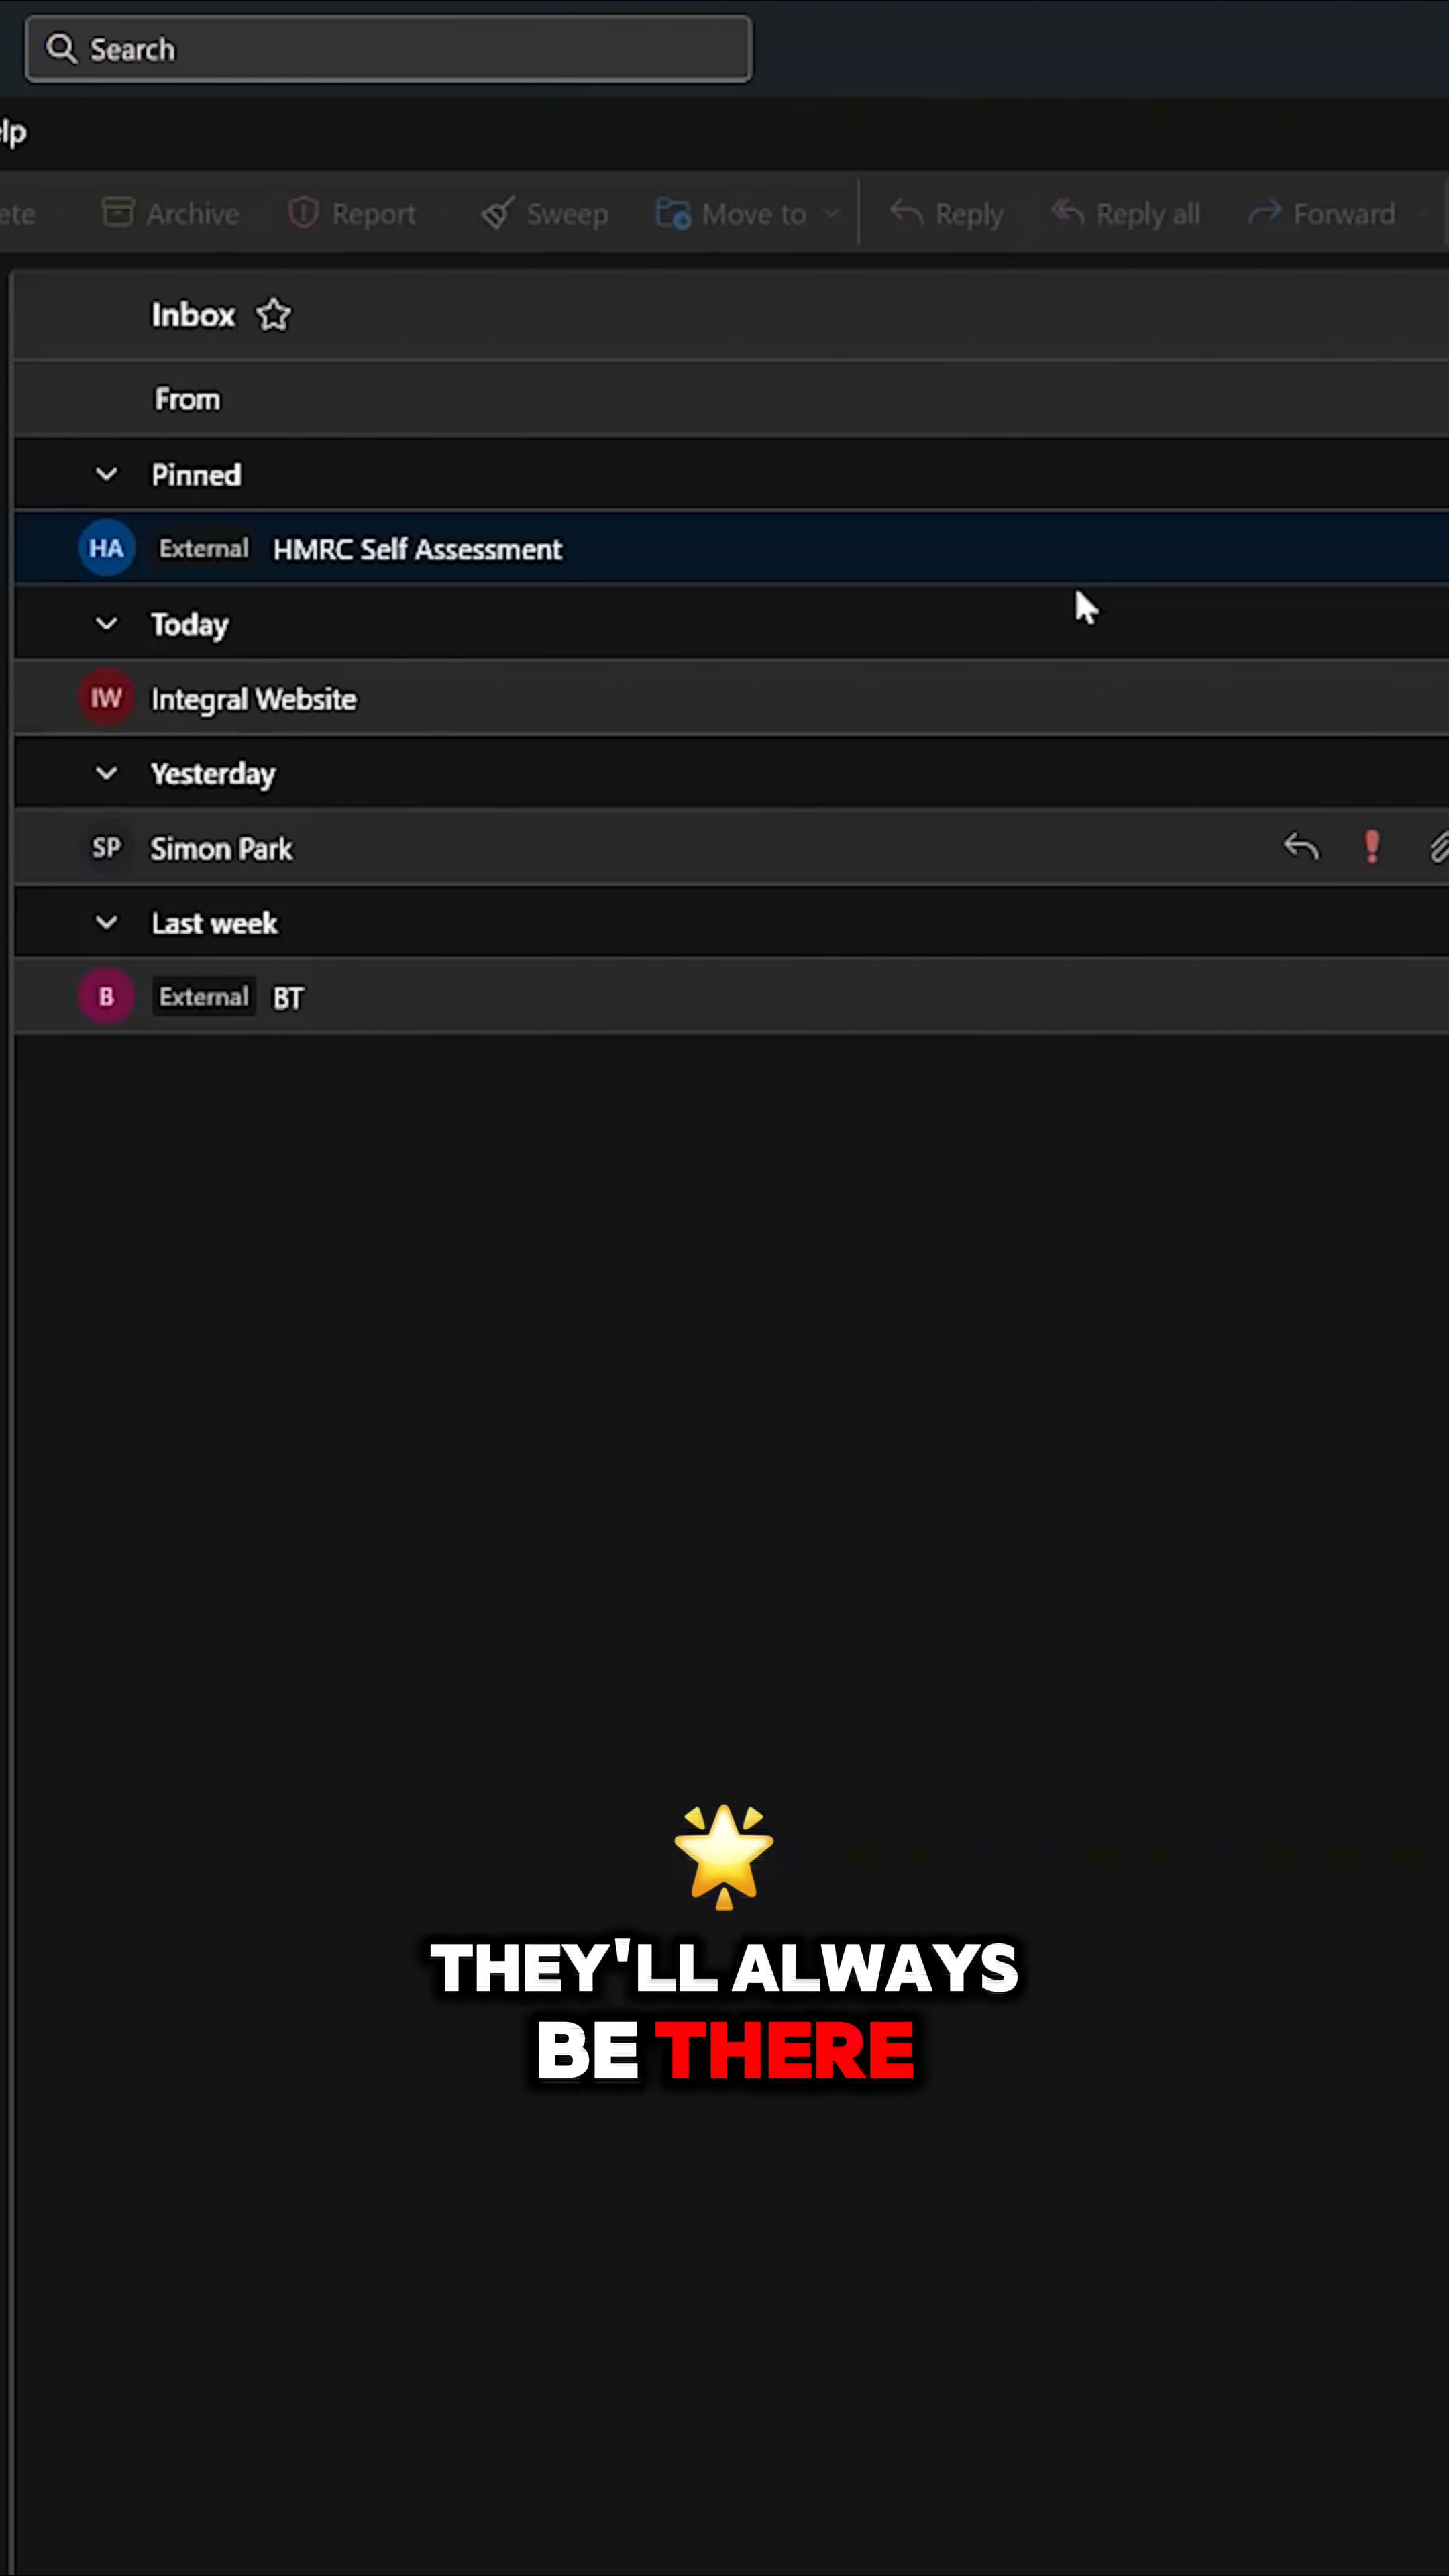 Search
elp
ete Archive Report Sweep Move to Reply Reply all Forward
Inbox
From
Pinned
HA External HMRC Self Assessment
Today
IW Integral Website
Yesterday
SP Simon Park
Last week
B External BT
THEY'LL ALWAYS
BE THERE